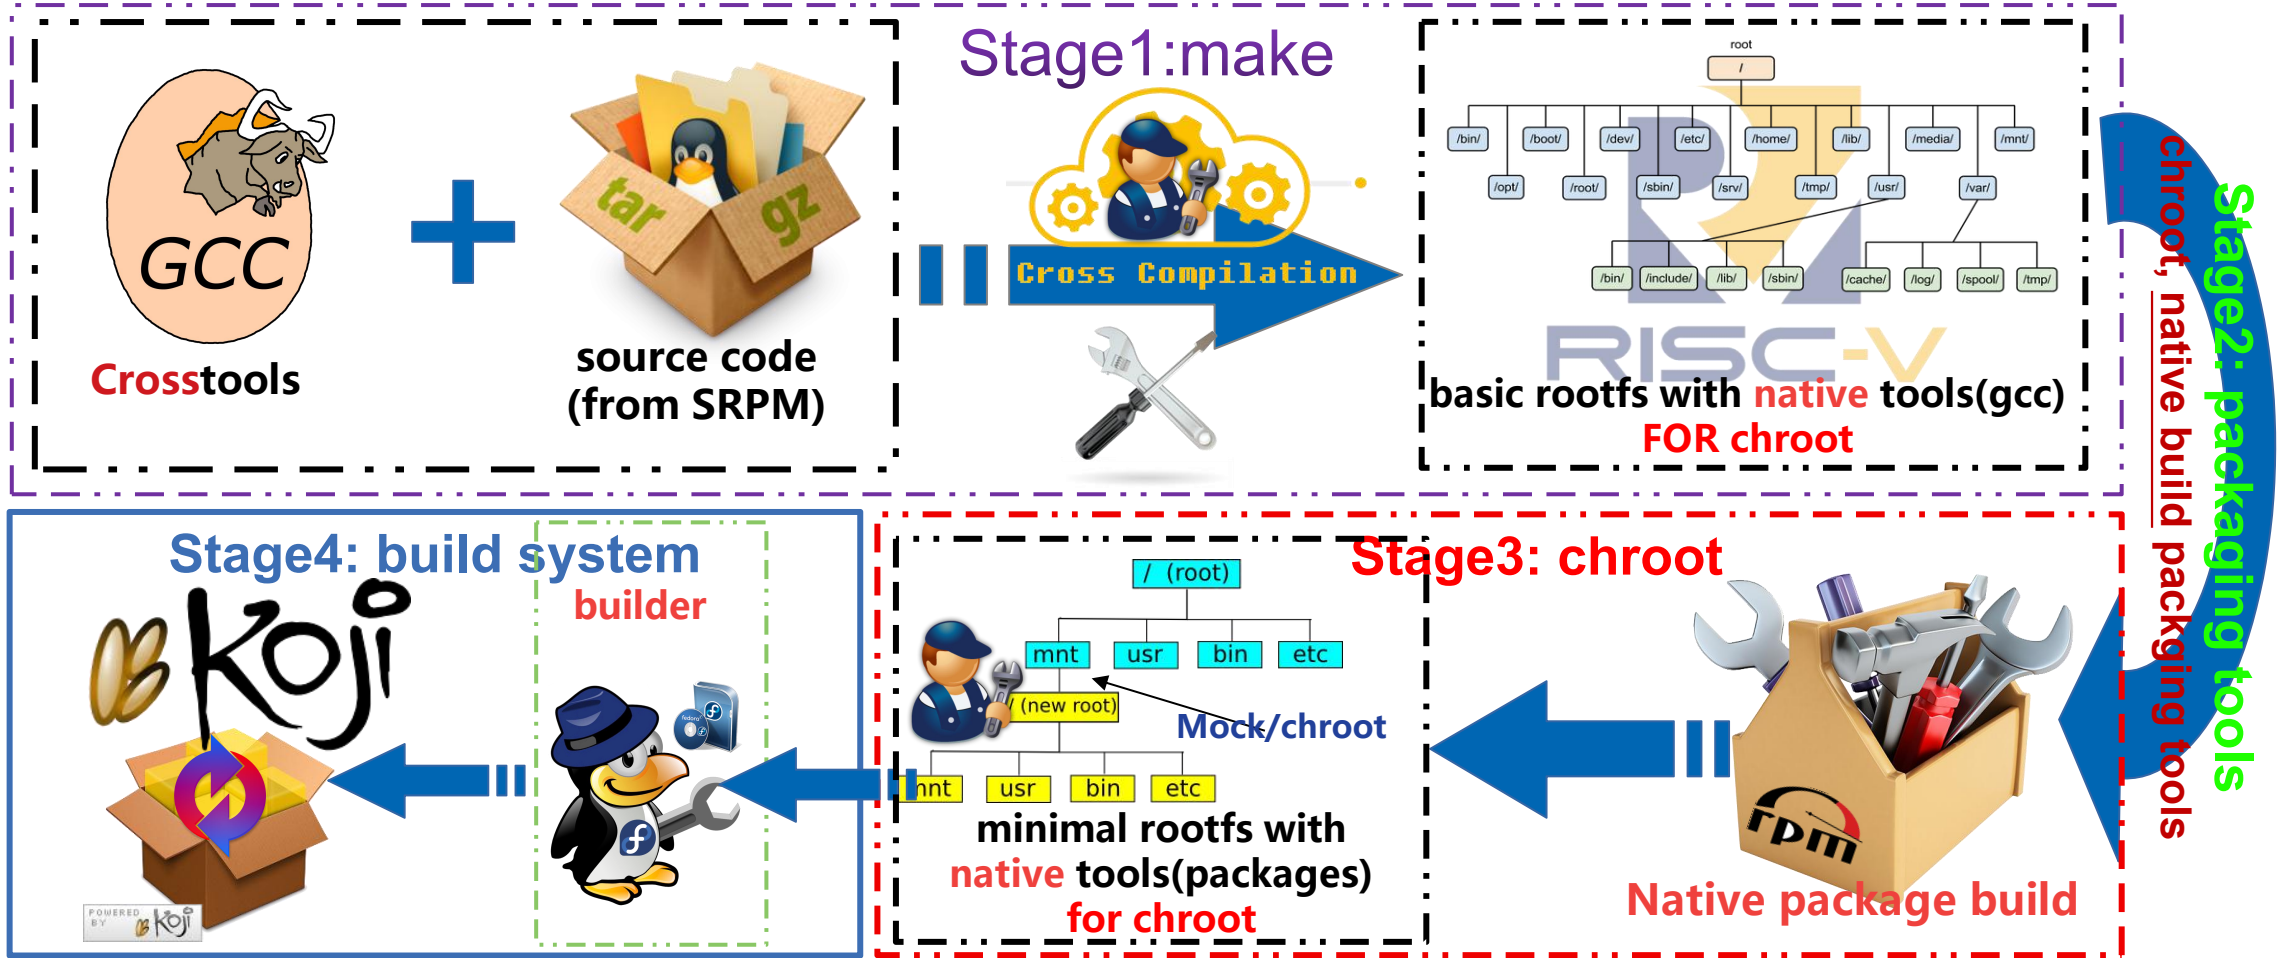 Stage1:make
GCC
Crosstools
tar
gz
source code
(from SRPM)
Cross Compilation
root
/
/bin/
/boot/
/dev/
/etc/
/home/
/lib/
/media/
/mnt/
/opt/
/root/
/sbin/
/srv/
/tmp/
/usr/
/var/
/bin/
/include/
/lib/
/sbin/
/cache/
/log/
/spool/
/tmp/
RISC-V
basic rootfs with native tools(gcc)
FOR chroot
Stage2: packaging tools
chroot, native build packging tools
Stage3: chroot
rpm
Native package build
/ (root)
mnt
usr
bin
etc
/ (new root)
Mock/chroot
mnt
usr
bin
etc
minimal rootfs with
native tools(packages)
for chroot
Stage4: build system
builder
fedora
Koji
POWERED
BY
Koji